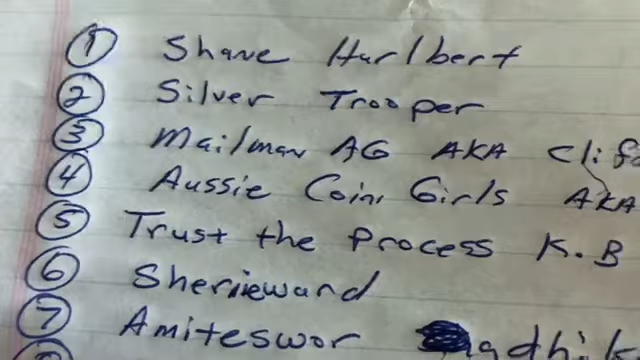 1 Shane Hurlbert
2 Silver Trooper
3 Mailman AG AKA
4 Aussie Coin Girls AKA
5 Trust the Process K.B
6
7 Amiteswor